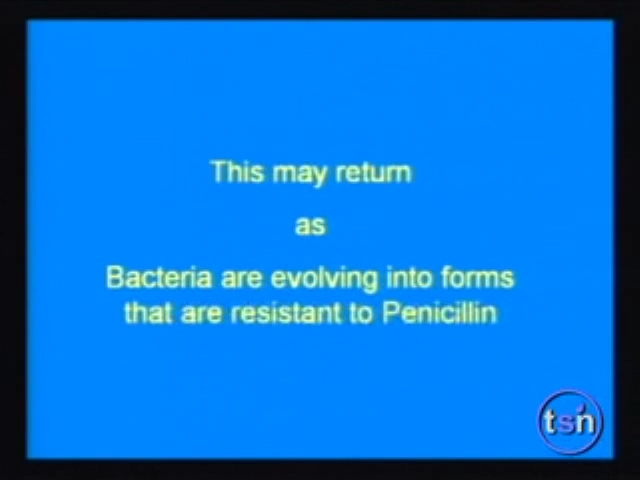 This may return
as
Bacteria are evolving into forms
that are resistant to Penicillin
tsn